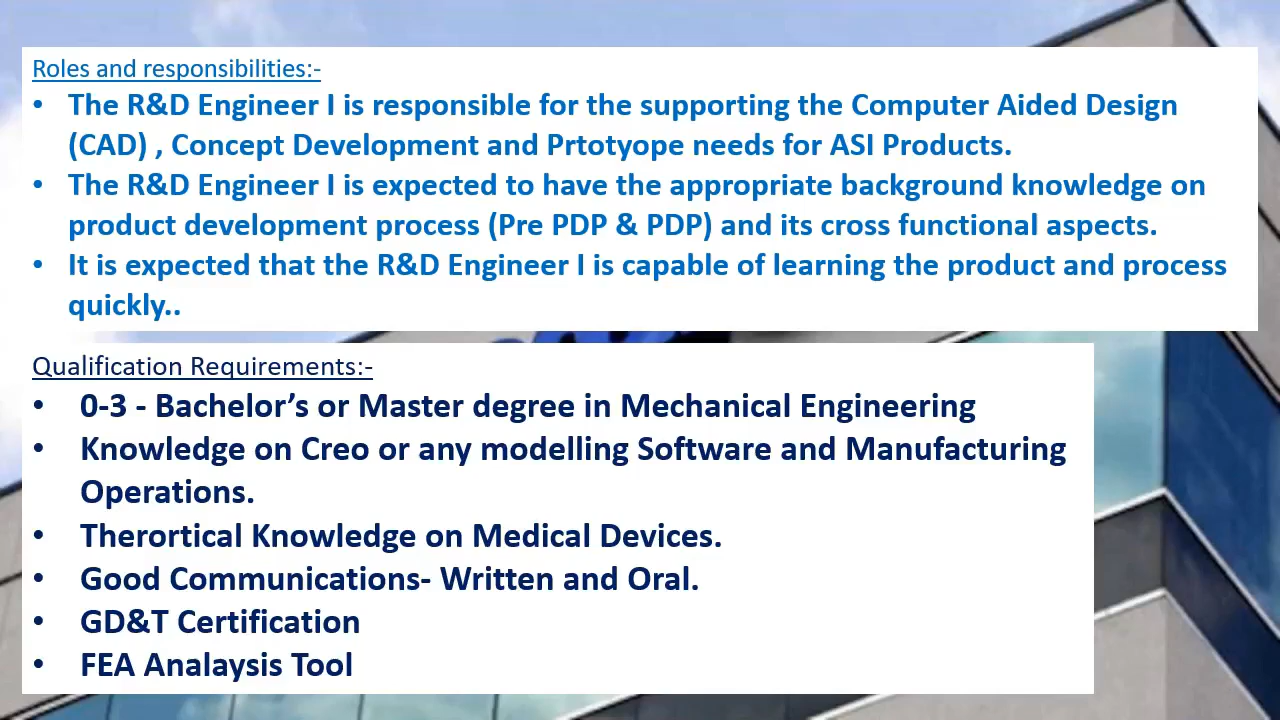 Roles and responsibilities:-
• The R&D Engineer I is responsible for the supporting the Computer Aided Design
(CAD) , Concept Development and Prtotyope needs for ASI Products.
• The R&D Engineer I is expected to have the appropriate background knowledge on
product development process (Pre PDP & PDP) and its cross functional aspects.
• It is expected that the R&D Engineer I is capable of learning the product and process
quickly..
Qualification Requirements:-
• 0-3 - Bachelor’s or Master degree in Mechanical Engineering
• Knowledge on Creo or any modelling Software and Manufacturing
Operations.
• Therortical Knowledge on Medical Devices.
• Good Communications- Written and Oral.
• GD&T Certification
• FEA Analaysis Tool